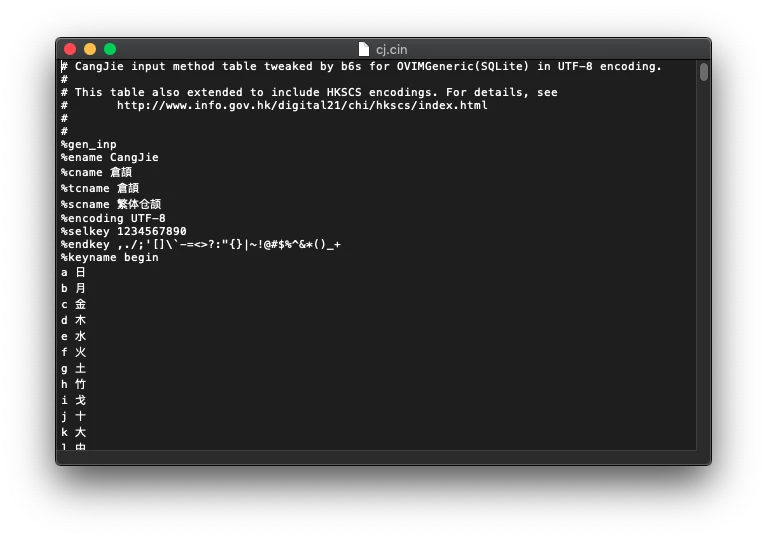 cj.cin
# CangJie input method table tweaked by b6s for OVIMGeneric(SQLite) in UTF-8 encoding.
#
# This table also extended to include HKSCS encodings. For details, see
#       http://www.info.gov.hk/digital21/chi/hkscs/index.html
#
#
%gen_inp
%ename CangJie
%cname 倉頡
%tcname 倉頡
%scname 繁体仓颉
%encoding UTF-8
%selkey 1234567890
%endkey ,./;'[]\`-=<>?:"{}|~!@#$%^&*()_+
%keyname begin
a 日
b 月
c 金
d 木
e 水
f 火
g 土
h 竹
i 戈
j 十
k 大
l 中